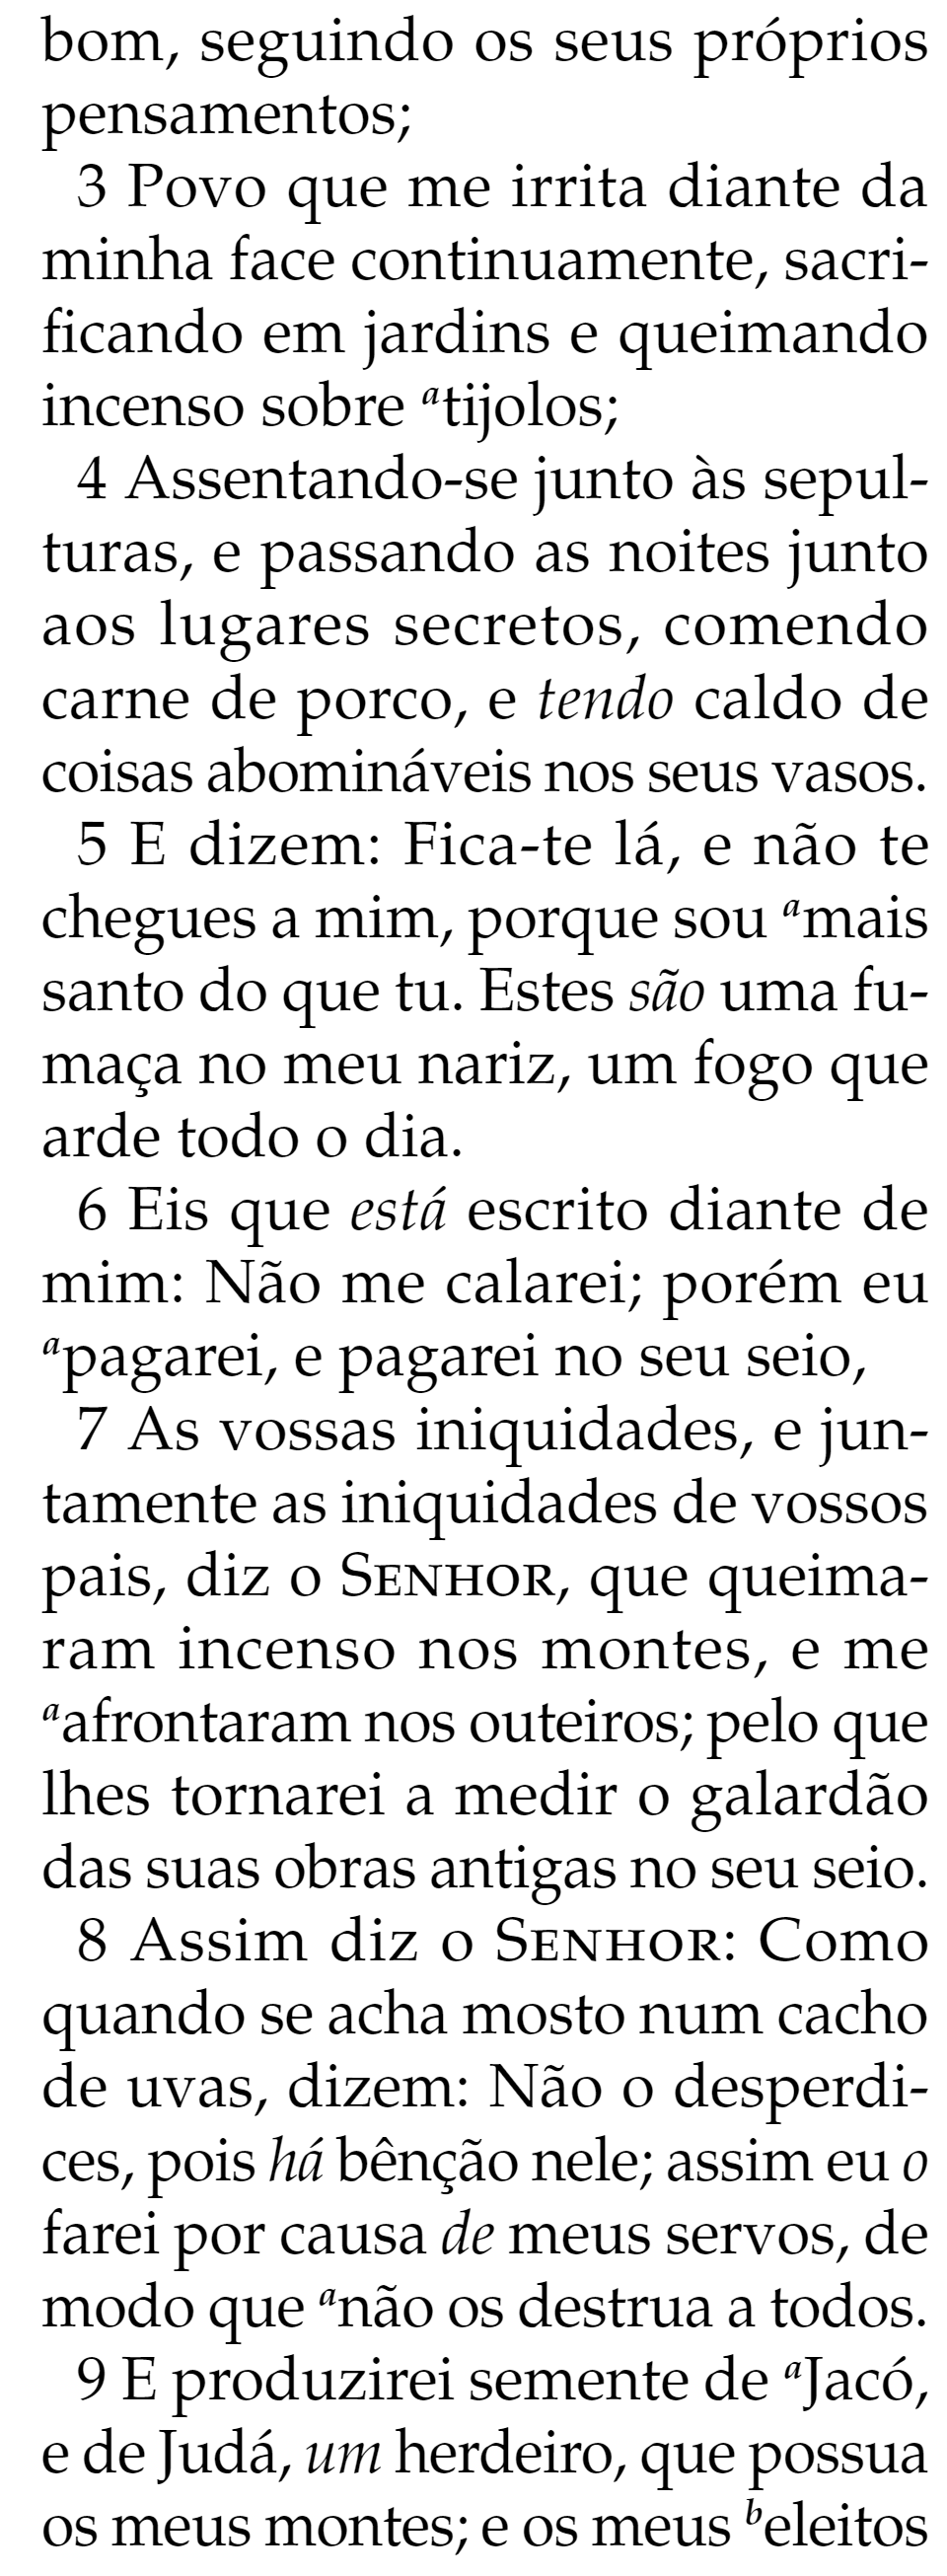 bom, seguindo os seus próprios
pensamentos;
3 Povo que me irrita diante da
minha face continuamente, sacri-
ficando em jardins e queimando
incenso sobre ᵃtijolos;
4 Assentando-se junto às sepul-
turas, e passando as noites junto
aos lugares secretos, comendo
carne de porco, e tendo caldo de
coisas abomináveis nos seus vasos.
5 E dizem: Fica-te lá, e não te
chegues a mim, porque sou ᵃmais
santo do que tu. Estes são uma fu-
maça no meu nariz, um fogo que
arde todo o dia.
6 Eis que está escrito diante de
mim: Não me calarei; porém eu
ᵃpagarei, e pagarei no seu seio,
7 As vossas iniquidades, e jun-
tamente as iniquidades de vossos
pais, diz o SENHOR, que queima-
ram incenso nos montes, e me
ᵃafrontaram nos outeiros; pelo que
lhes tornarei a medir o galardão
das suas obras antigas no seu seio.
8 Assim diz o SENHOR: Como
quando se acha mosto num cacho
de uvas, dizem: Não o desperdi-
ces, pois há bênção nele; assim eu o
farei por causa de meus servos, de
modo que ᵃnão os destrua a todos.
9 E produzirei semente de ᵃJacó,
e de Judá, um herdeiro, que possua
os meus montes; e os meus ᵇeleitos